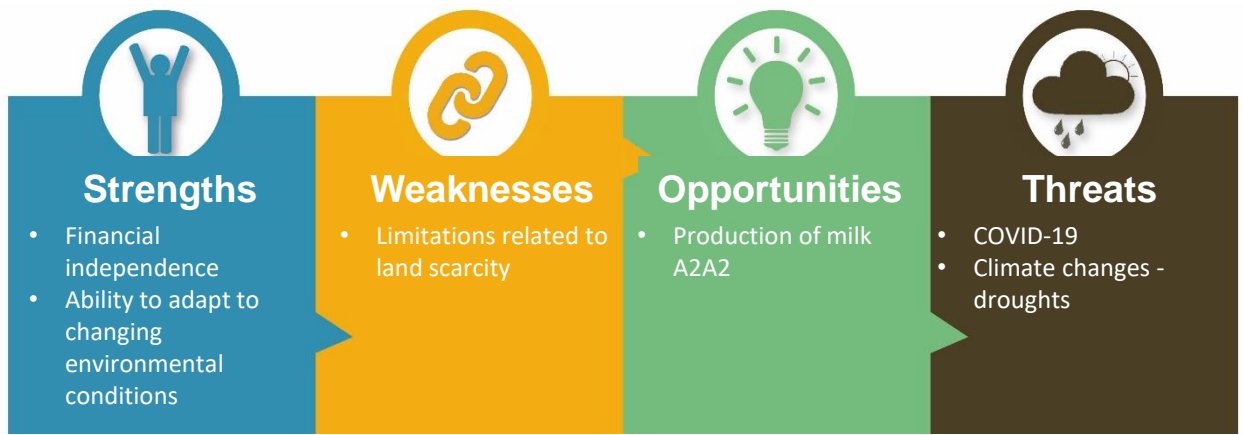 Strengths
• Financial
independence
• Ability to adapt to
changing
environmental
conditions
Weaknesses
• Limitations related to
land scarcity
Opportunities
• Production of milk
A2A2
Threats
• COVID-19
• Climate changes -
droughts